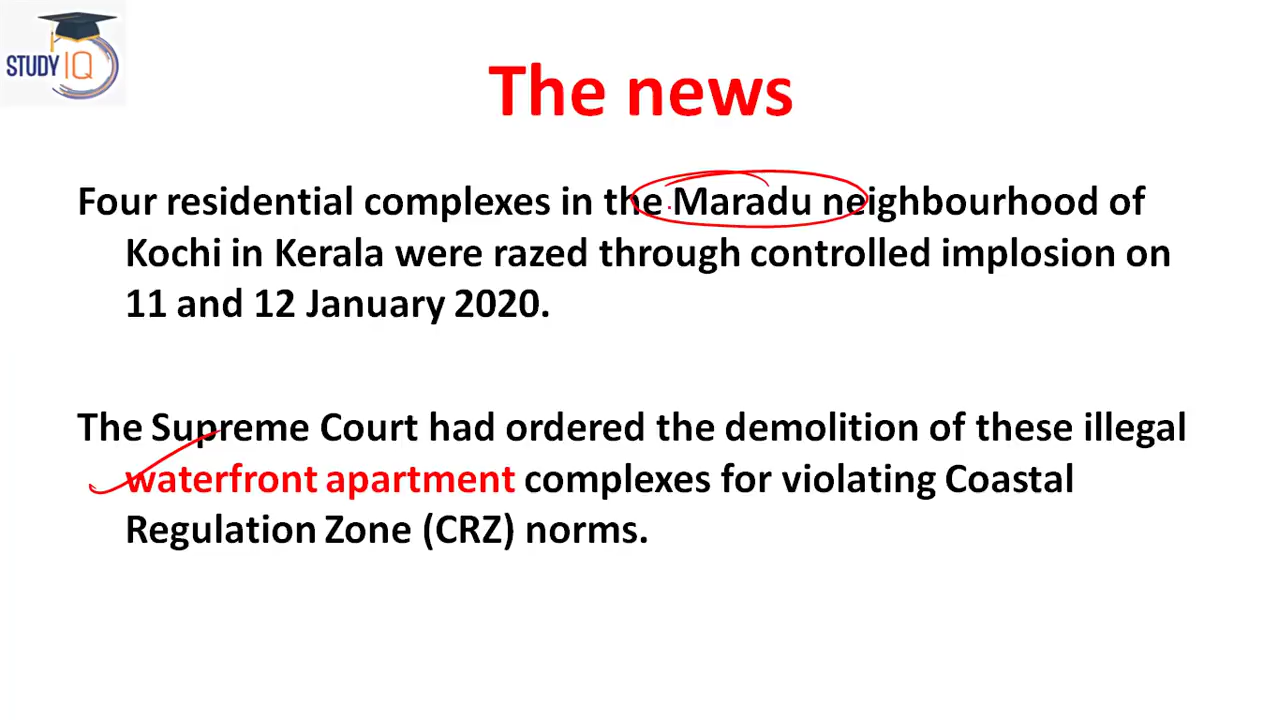 STUDY IQ
The news
Four residential complexes in the Maradu neighbourhood of
Kochi in Kerala were razed through controlled implosion on
11 and 12 January 2020.
The Supreme Court had ordered the demolition of these illegal
waterfront apartment complexes for violating Coastal
Regulation Zone (CRZ) norms.